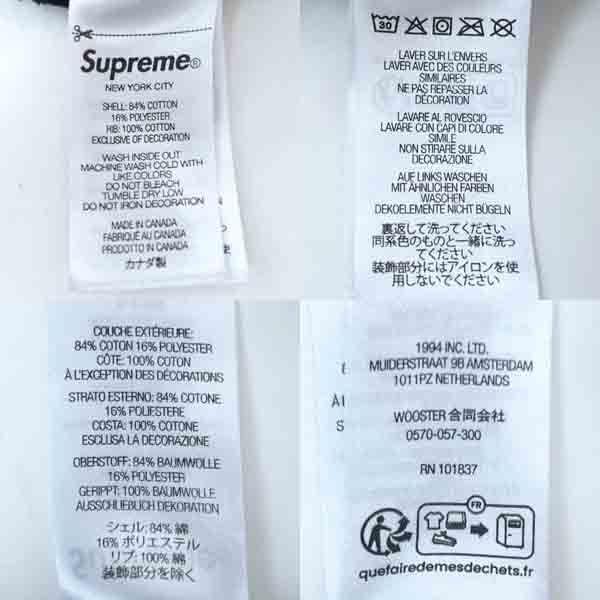 Supreme®
NEW YORK CITY
SHELL: 84% COTTON
16% POLYESTER
RIB: 100% COTTON
EXCLUSIVE OF DECORATION
WASH INSIDE OUT
MACHINE WASH COLD WITH
LIKE COLORS
DO NOT BLEACH
TUMBLE DRY LOW
DO NOT IRON DECORATION
MADE IN CANADA
FABRIQUÉ AU CANADA
PRODOTTO IN CANADA
カナダ製
30
LAVER SUR L'ENVERS
LAVER AVEC DES COULEURS
SIMILAIRES
NE PAS REPASSER LA
DÉCORATION
LAVARE AL ROVESCIO
LAVARE CON CAPI DI COLORE
SIMILE
NON STIRARE SULLA
DECORAZIONE
AUF LINKS WASCHEN
MIT ÄHNLICHEN FARBEN
WASCHEN
DEKOELEMENTE NICHT BÜGELN
裏返して洗ってください
同系色のものと一緒に洗っ
てください
装飾部分にはアイロンを使
用しないでください
COUCHE EXTÉRIEURE:
84% COTON 16% POLYESTER
CÔTE: 100% COTON
À L'EXCEPTION DES DÉCORATIONS
STRATO ESTERNO: 84% COTONE
16% POLIESTERE
COSTA: 100% COTONE
ESCLUSA LA DECORAZIONE
OBERSTOFF: 84% BAUMWOLLE
16% POLYESTER
GERIPPT: 100% BAUMWOLLE
AUSSCHLIEßLICH DEKORATION
シェル: 84% 綿
16% ポリエステル
リブ: 100% 綿
装飾部分を除く
1994 INC. LTD.
MUIDERSTRAAT 9B AMSTERDAM
1011PZ NETHERLANDS
WOOSTER 合同会社
0570-057-300
RN 101837
FR
quefairedemesdechets.fr